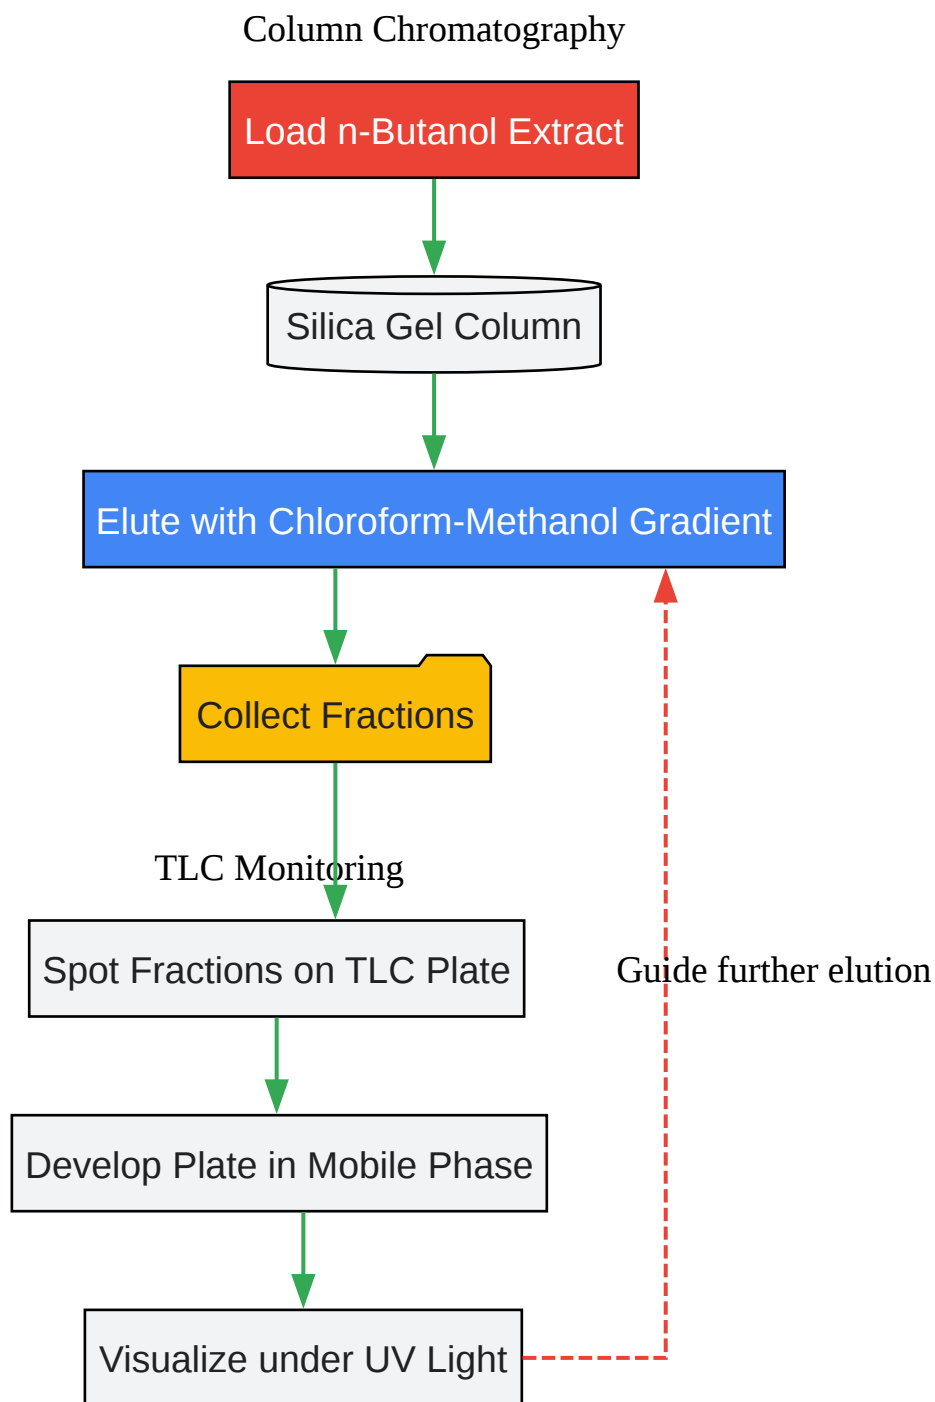 Column Chromatography
Load n-Butanol Extract
Silica Gel Column
Elute with Chloroform-Methanol Gradient
Collect Fractions
TLC Monitoring
Spot Fractions on TLC Plate
Guide further elution
Develop Plate in Mobile Phase
Visualize under UV Light